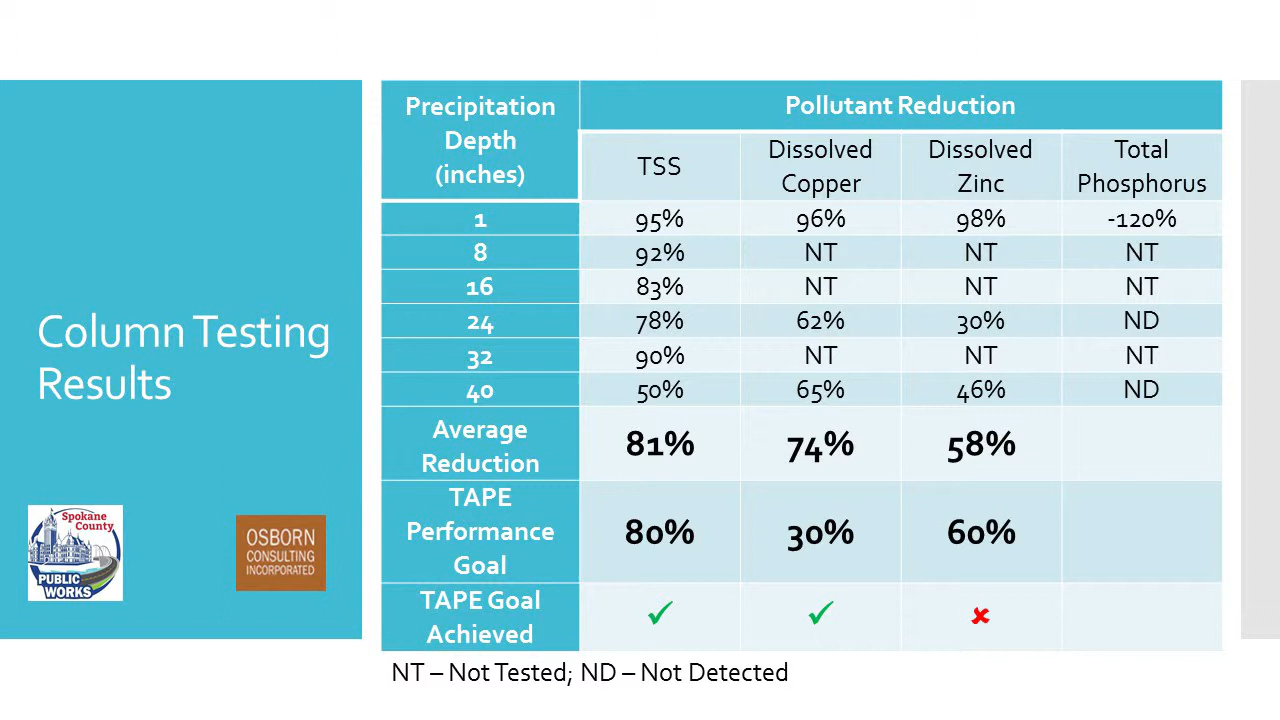 Column Testing
Results
Spokane
County
PUBLIC
WORKS
OSBORN
CONSULTING
INCORPORATED
Precipitation
Depth
(inches)
Pollutant Reduction
TSS
Dissolved
Copper
Dissolved
Zinc
Total
Phosphorus
1 95% 96% 98% -120%
8 92% NT NT NT
16 83% NT NT NT
24 78% 62% 30% ND
32 90% NT NT NT
40 50% 65% 46% ND
Average
Reduction
81% 74% 58%
TAPE
Performance
Goal
80% 30% 60%
TAPE Goal
Achieved
✓ ✓ ✘
NT – Not Tested; ND – Not Detected